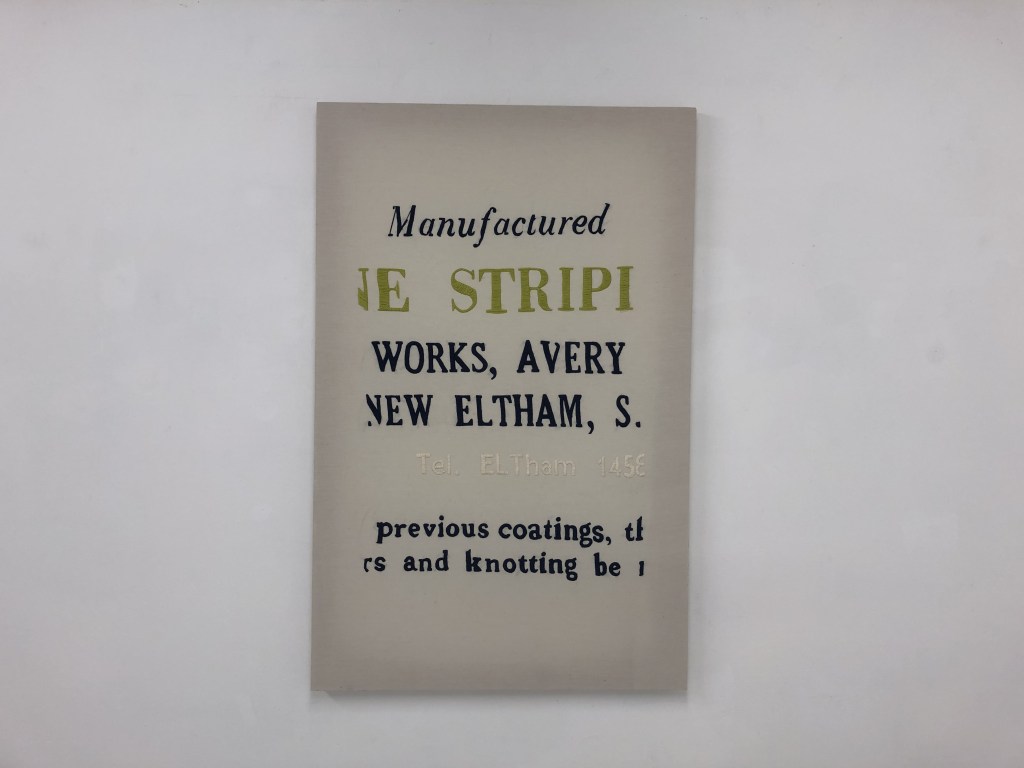 Manufactured
NE STRIPI
WORKS, AVERY
NEW ELTHAM, S.
Tel. ELTham 1456
previous coatings, th
rs and knotting be